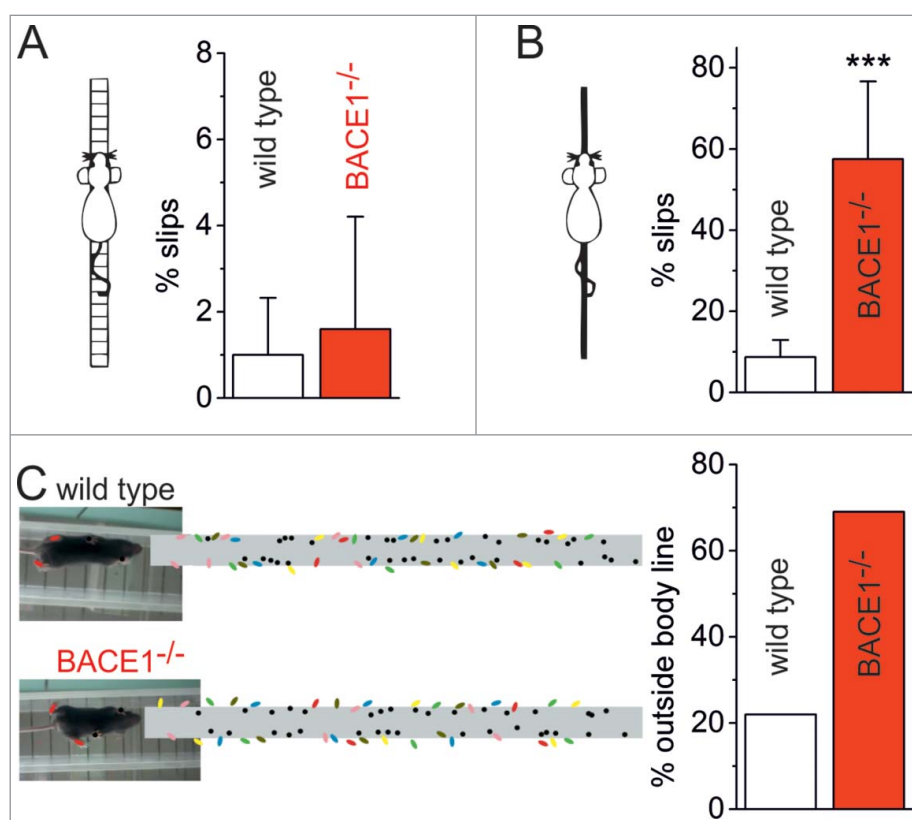 A
8
6
4
2
0
% slips
wild type
BACE1-/-
B
80
60
40
20
0
% slips
wild type
BACE1-/-
***
C wild type
BACE1-/-
80
60
40
20
0
% outside body line
wild type
BACE1-/-